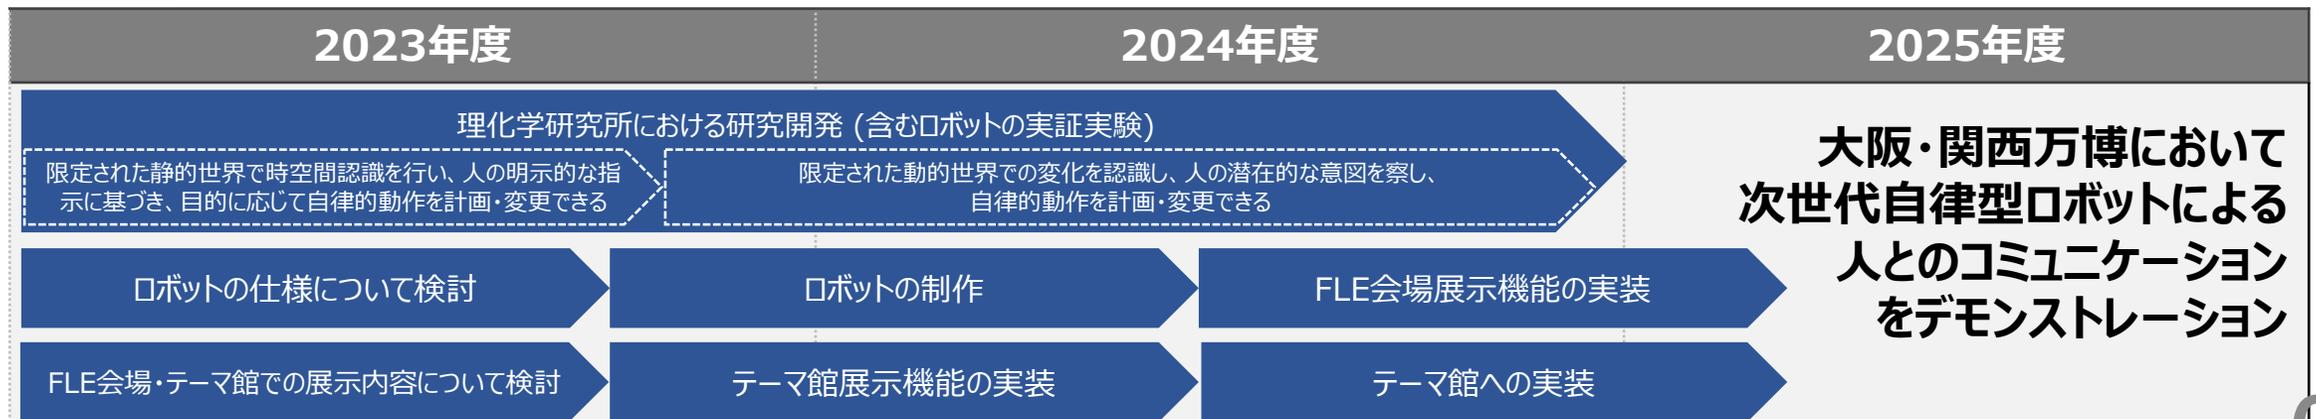 2023年度
2024年度
2025年度
理化学研究所における研究開発 (含むロボットの実証実験)
限定された静的世界で時空間認識を行い、人の明示的な指
示に基づき、目的に応じて自律的動作を計画・変更できる
限定された動的世界での変化を認識し、人の潜在的な意図を察し、
自律的動作を計画・変更できる
ロボットの仕様について検討
ロボットの制作
FLE会場展示機能の実装
FLE会場・テーマ館での展示内容について検討
テーマ館展示機能の実装
テーマ館への実装
大阪・関西万博において
次世代自律型ロボットによる
人とのコミュニケーション
をデモンストレーション